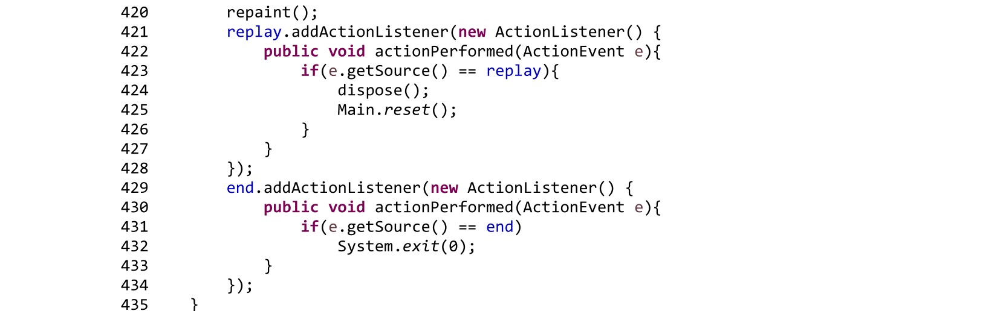 420 repaint();
421 replay.addActionListener(new ActionListener() {
422 public void actionPerformed(ActionEvent e){
423 if(e.getSource() == replay){
424 dispose();
425 Main.reset();
426 }
427 }
428 });
429 end.addActionListener(new ActionListener() {
430 public void actionPerformed(ActionEvent e){
431 if(e.getSource() == end)
432 System.exit(0);
433 }
434 });
435 }